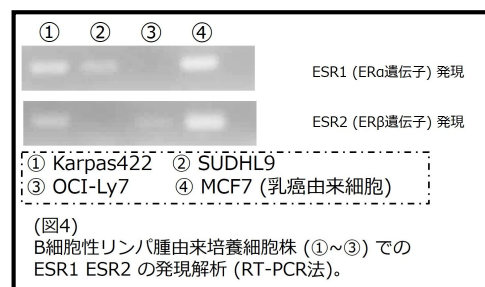 ① ② ③ ④
ESR1 (ERα遺伝子) 発現
ESR2 (ERβ遺伝子) 発現
① Karpas422 ② SUDHL9
③ OCI-Ly7 ④ MCF7 (乳癌由来細胞)
(図4)
B細胞性リンパ腫由来培養細胞株 (①~③) での
ESR1 ESR2 の発現解析 (RT-PCR法)。